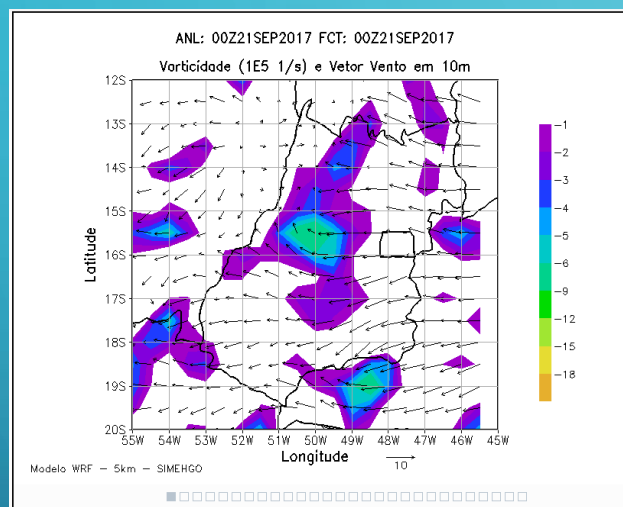 ANL: 00Z21SEP2017 FCT: 00Z21SEP2017
Vorticidade (1E5 1/s) e Vetor Vento em 10m
12S
13S
14S
15S
16S
17S
18S
19S
20S
Latitude
55W 54W 53W 52W 51W 50W 49W 48W 47W 46W 45W
Longitude
10
−1
−2
−3
−4
−5
−6
−9
−12
−15
−18
Modelo WRF − 5km − SIMEHGO